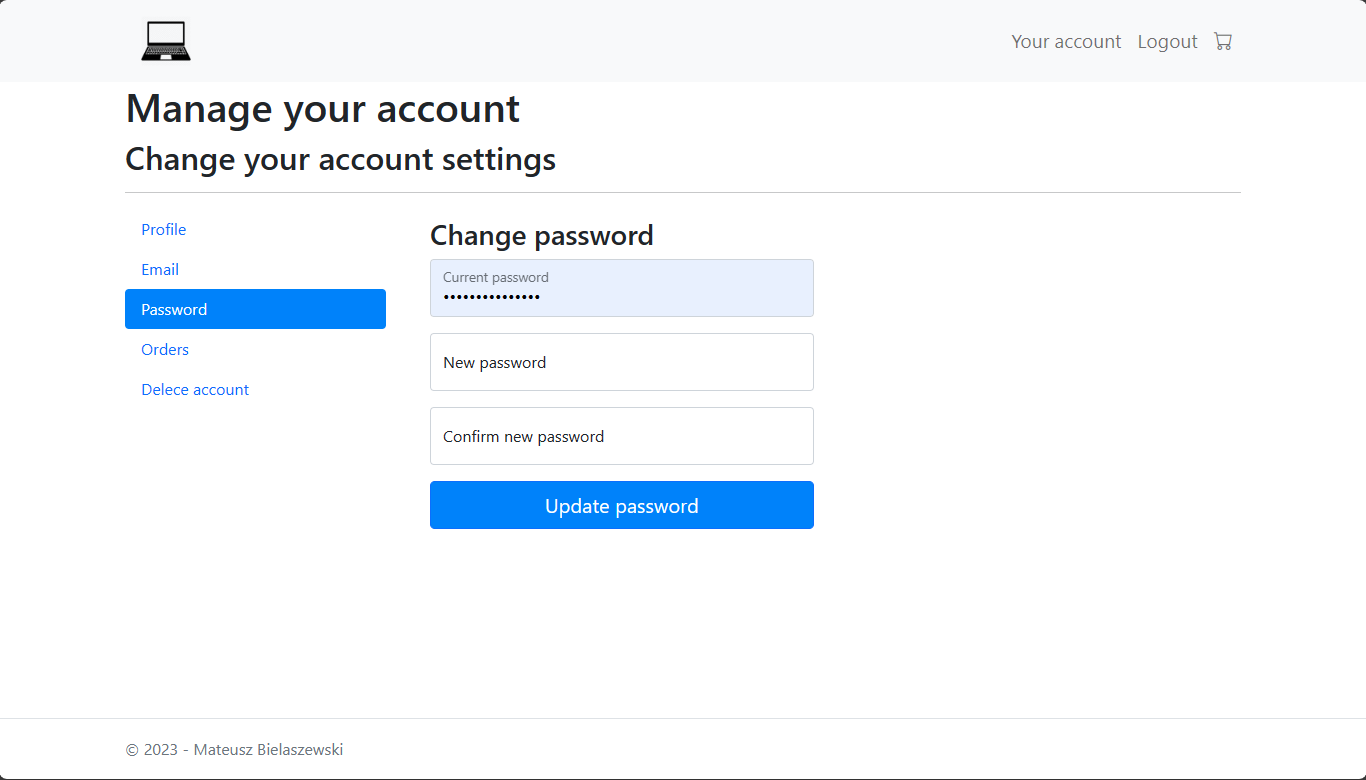 Your account Logout
Manage your account
Change your account settings
Profile
Email
Password
Orders
Delece account
Change password
Current password
•••••••••••••••
New password
Confirm new password
Update password
© 2023 - Mateusz Bielaszewski